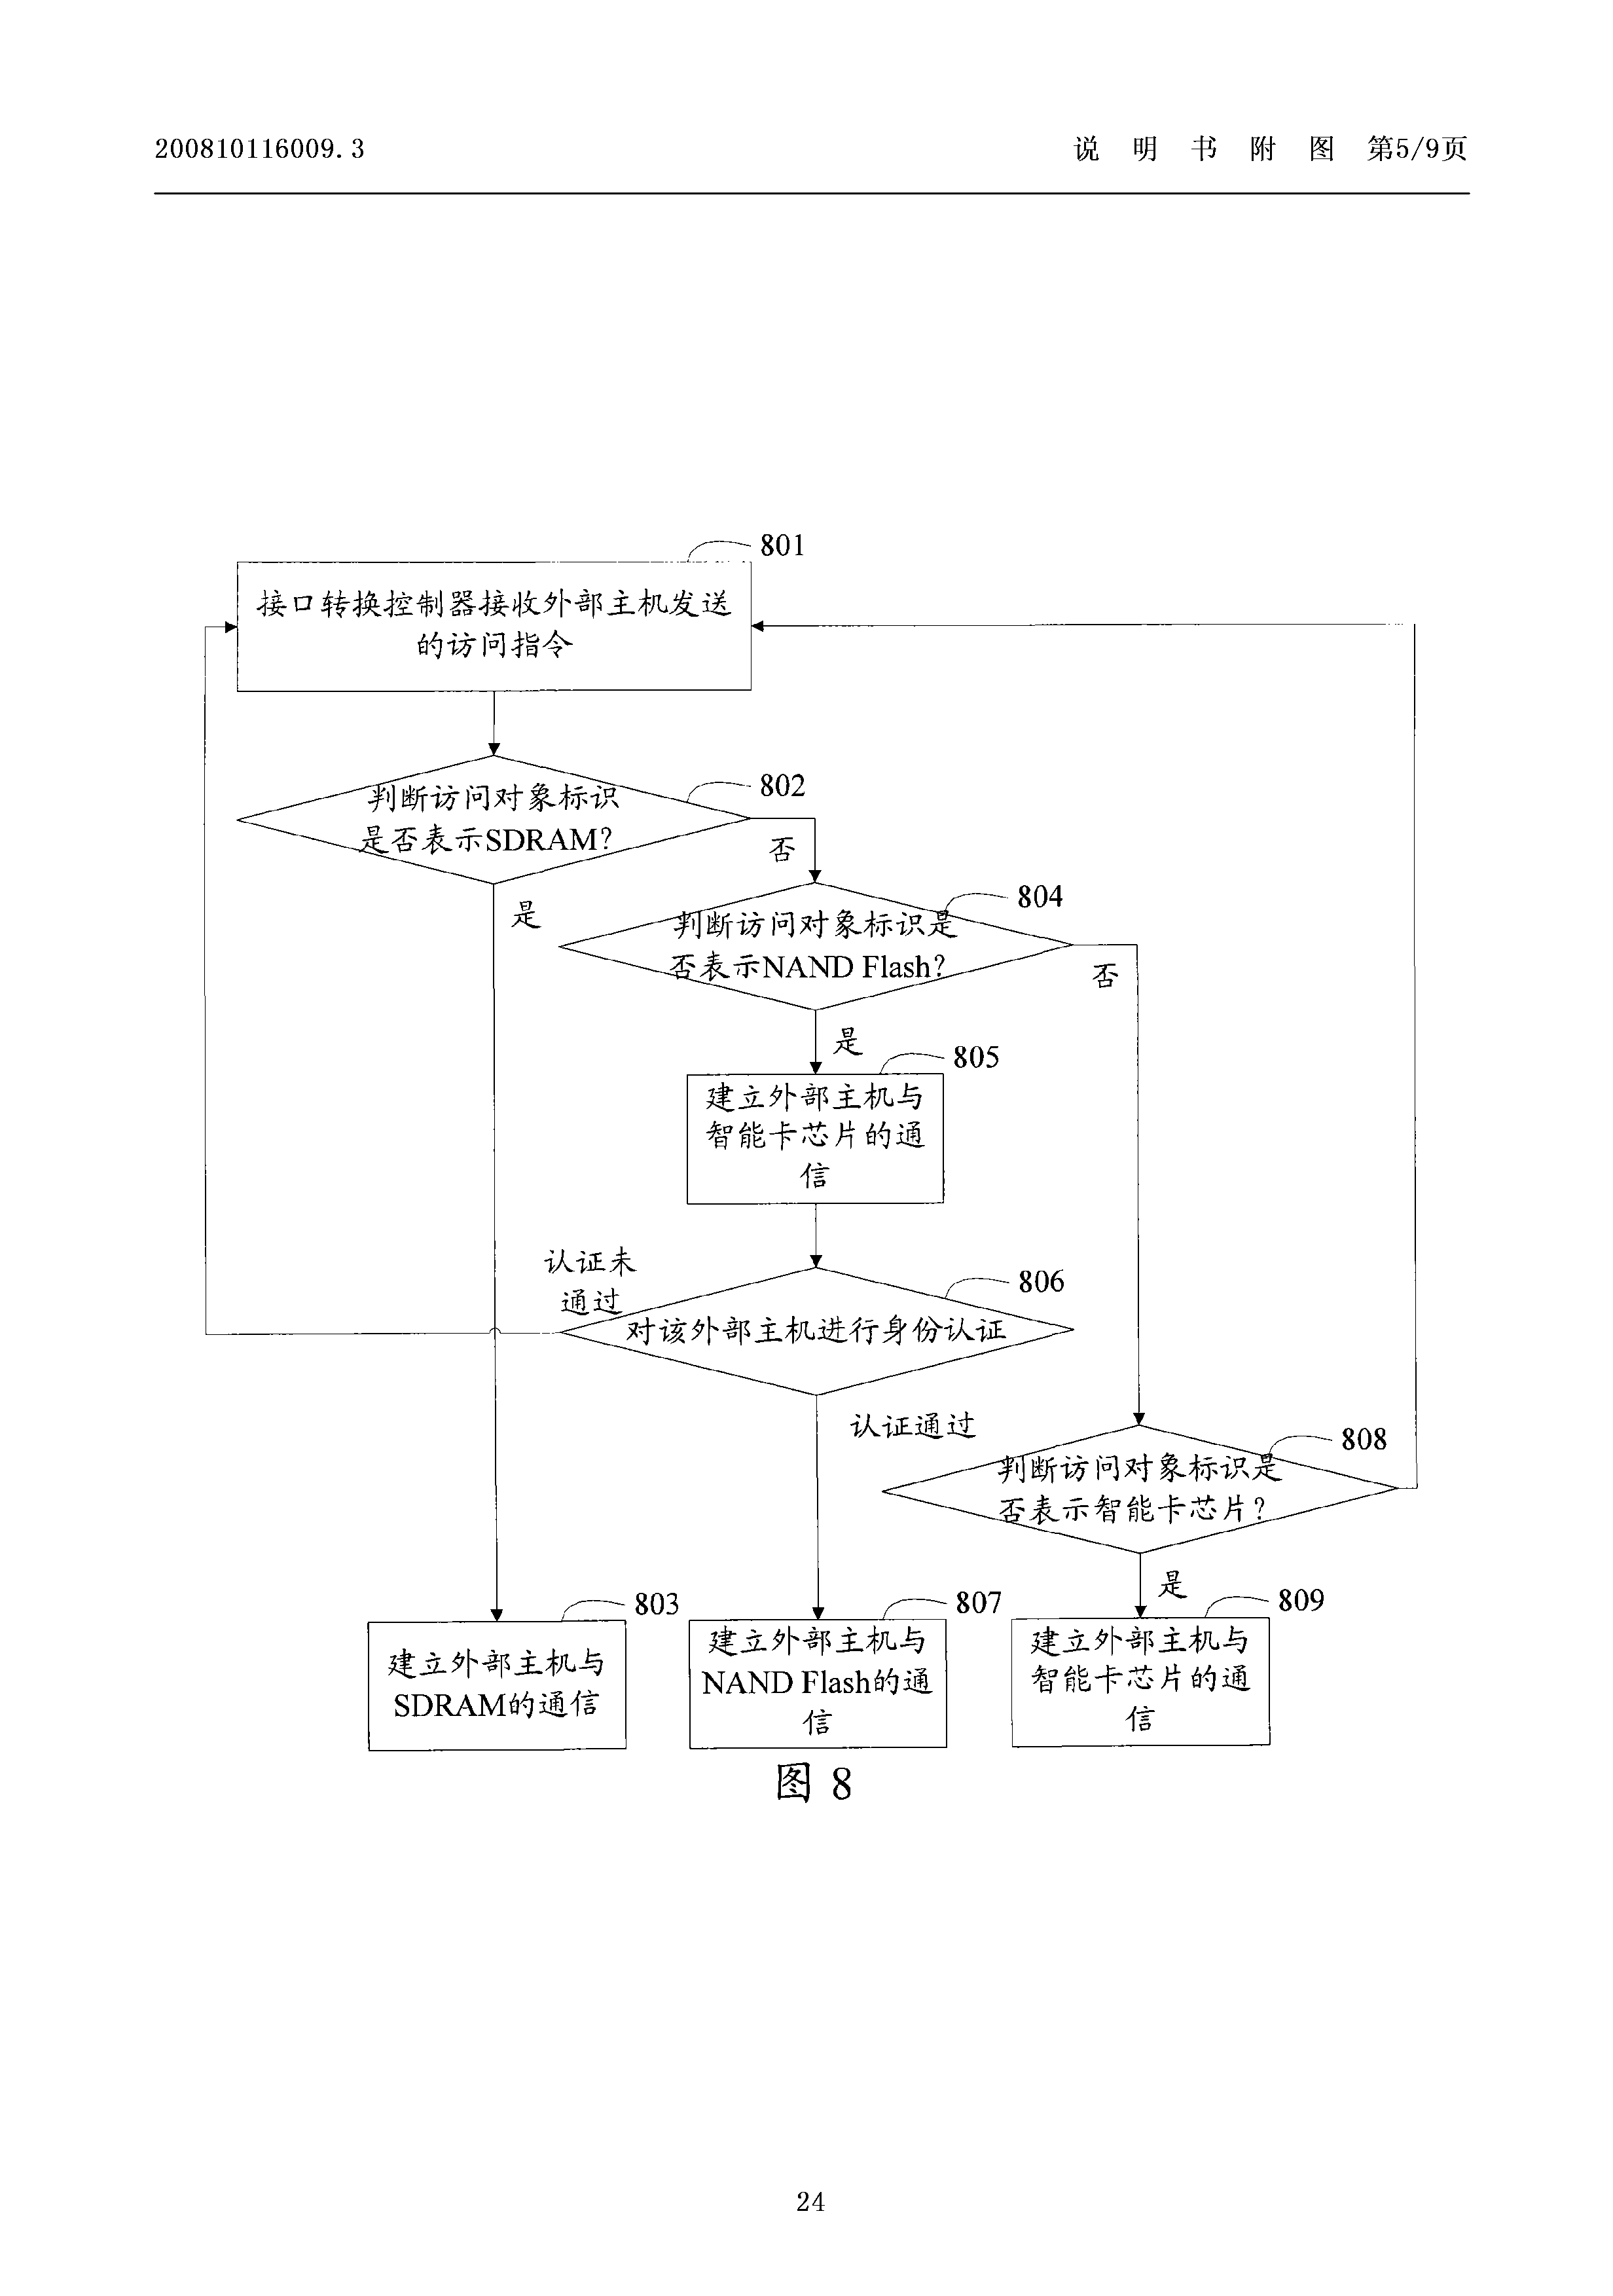 200810116009.3
说明书附图 第5/9页
801
接口转换控制器接收外部主机发送
的访问指令
802
判断访问对象标识
是否表示SDRAM?
否
是
804
判断访问对象标识是
否表示NAND Flash?
否
是
805
建立外部主机与
智能卡芯片的通
信
认证未
通过
806
对该外部主机进行身份认证
认证通过
808
判断访问对象标识是
否表示智能卡芯片?
是
803
建立外部主机与
SDRAM的通信
807
建立外部主机与
NAND Flash的通
信
809
建立外部主机与
智能卡芯片的通
信
图 8
24